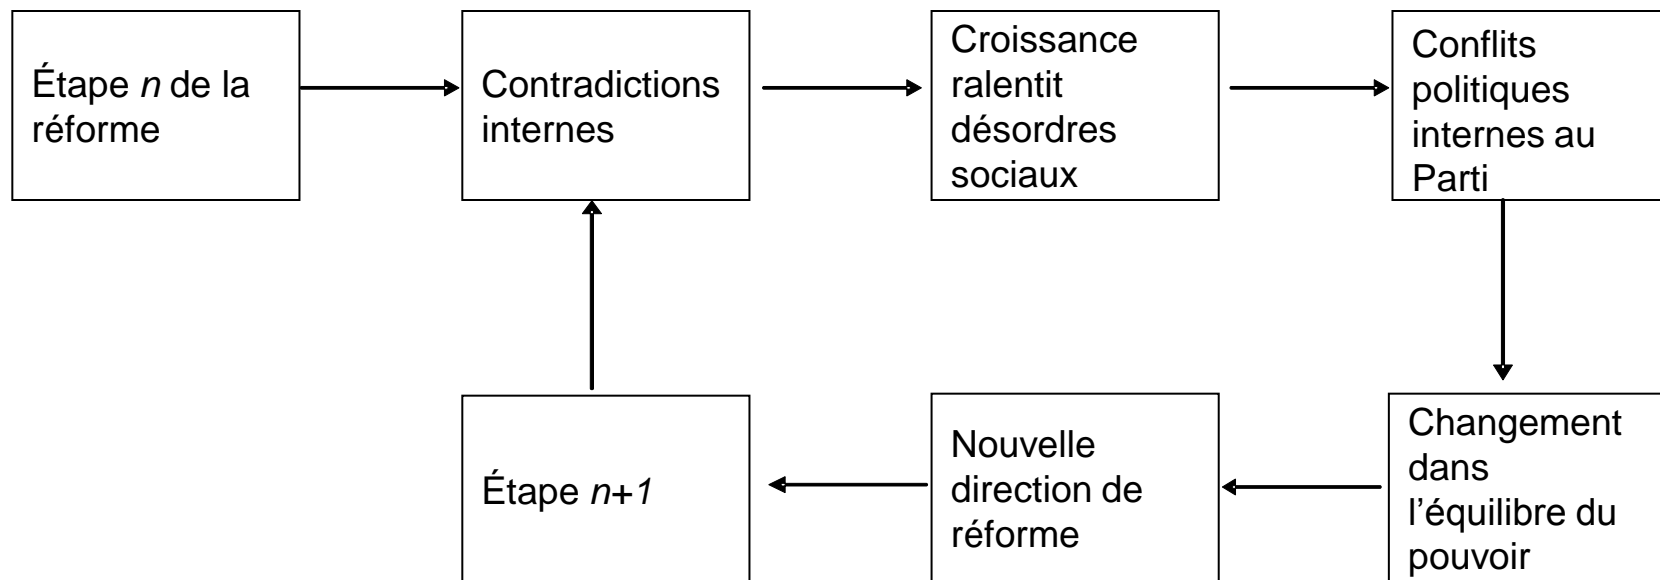 Étape n de la
réforme
Contradictions
internes
Croissance
ralentit
désordres
sociaux
Conflits
politiques
internes au
Parti
Changement
dans
l’équilibre du
pouvoir
Nouvelle
direction de
réforme
Étape n+1